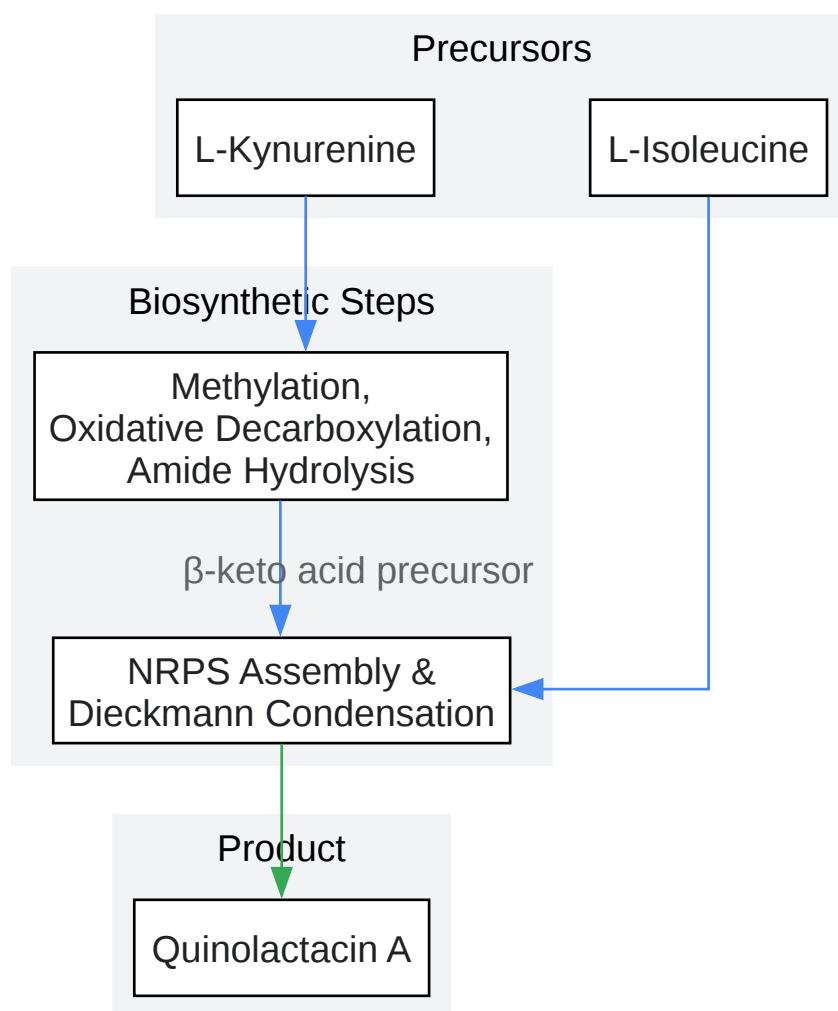 Precursors
L-Kynurenine
L-Isoleucine
Biosynthetic Steps
Methylation,
Oxidative Decarboxylation,
Amide Hydrolysis
β-keto acid precursor
NRPS Assembly &
Dieckmann Condensation
Product
Quinolactacin A